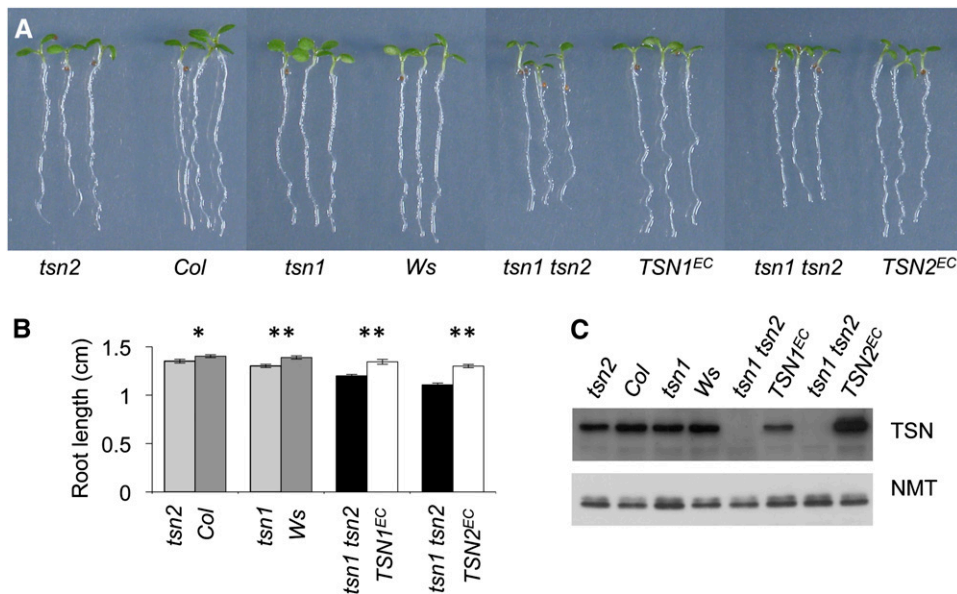 A
tsn2 Col tsn1 Ws tsn1 tsn2 TSN1EC tsn1 tsn2 TSN2EC
B
* ** ** **
Root length (cm)
1.5
1
0.5
0
tsn2
Col
tsn1
Ws
tsn1 tsn2
TSN1EC
tsn1 tsn2
TSN2EC
C
tsn2
Col
tsn1
Ws
tsn1 tsn2
TSN1EC
tsn1 tsn2
TSN2EC
TSN
NMT